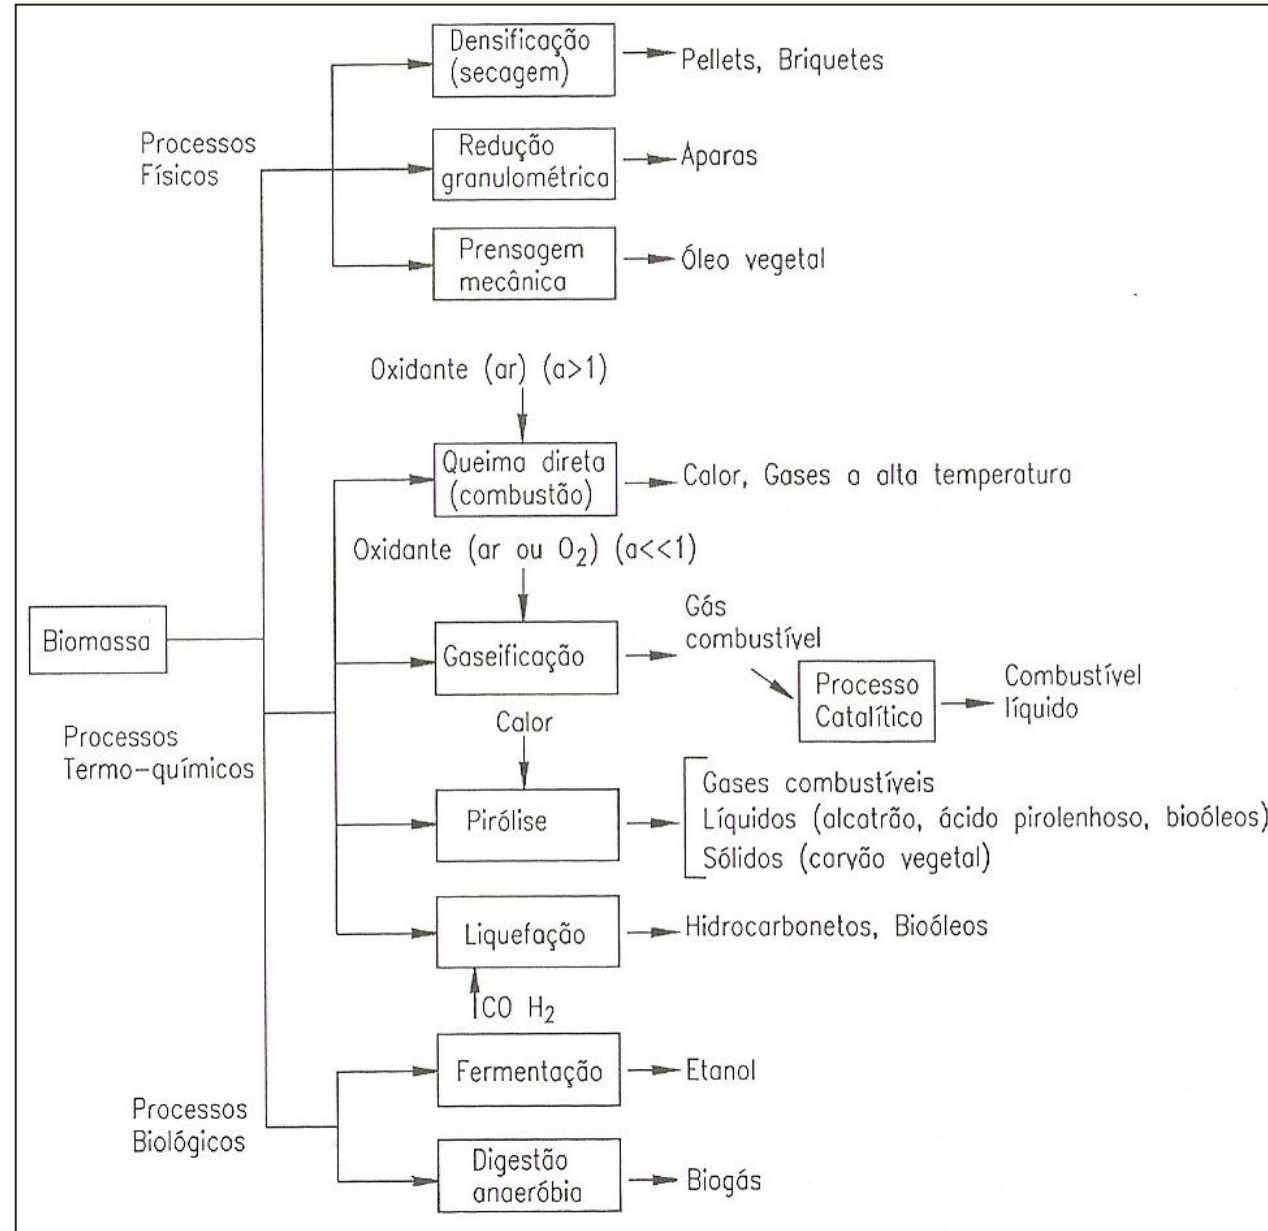 Densificação
(secagem)
Pellets, Briquetes
Processos
Físicos
Redução
granulométrica
Aparas
Prensagem
mecânica
Óleo vegetal
Oxidante (ar) (a>1)
Queima direta
(combustão)
Calor, Gases a alta temperatura
Oxidante (ar ou O₂) (a<<1)
Biomassa
Gaseificação
Gás
combustível
Processo
Catalítico
Combustível
líquido
Processos
Termo-químicos
Calor
Pirólise
Gases combustíveis
Líquidos (alcatrão, ácido pirolenhoso, bioóleos)
Sólidos (carvão vegetal)
Liquefação
Hidrocarbonetos, Bioóleos
CO H₂
Processos
Biológicos
Fermentação
Etanol
Digestão
anaeróbia
Biogás